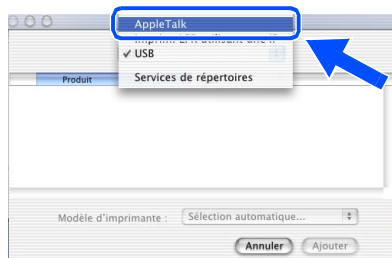 AppleTalk
USB
Services de répertoires
Produit
Modèle d'imprimante :
Sélection automatique...
Annuler
Ajouter